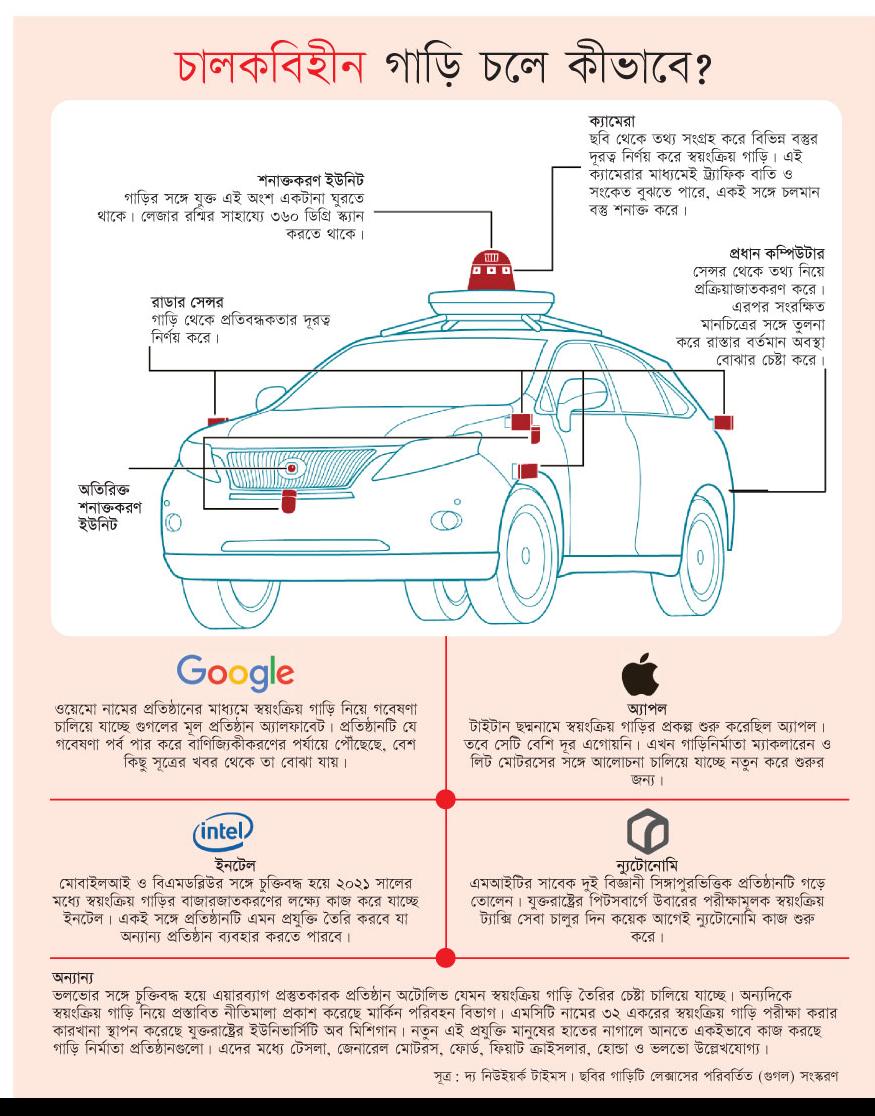 চালকবিহীন গাড়ি চলে কীভাবে?
ক্যামেরা
ছবি থেকে তথ্য সংগ্রহ করে বিভিন্ন বস্তুর
দূরত্ব নির্ণয় করে স্বয়ংক্রিয় গাড়ি। এই
ক্যামেরার মাধ্যমেই ট্র্যাফিক বাতি ও
সংকেত বুঝতে পারে, একই সঙ্গে চলমান
বস্তু শনাক্ত করে।
শনাক্তকরণ ইউনিট
গাড়ির সঙ্গে যুক্ত এই অংশ একটানা ঘুরতে
থাকে। লেজার রশ্মির সাহায্যে ৩৬০ ডিগ্রি স্ক্যান
করতে থাকে।
প্রধান কম্পিউটার
সেন্সর থেকে তথ্য নিয়ে
প্রক্রিয়াজাতকরণ করে।
এরপর সংরক্ষিত
মানচিত্রের সঙ্গে তুলনা
করে রাস্তার বর্তমান অবস্থা
বোঝার চেষ্টা করে।
রাডার সেন্সর
গাড়ি থেকে প্রতিবন্ধকতার দূরত্ব
নির্ণয় করে।
অতিরিক্ত
শনাক্তকরণ
ইউনিট
Google
ওয়েমো নামের প্রতিষ্ঠানের মাধ্যমে স্বয়ংক্রিয় গাড়ি নিয়ে গবেষণা
চালিয়ে যাচ্ছে গুগলের মূল প্রতিষ্ঠান অ্যালফাবেট। প্রতিষ্ঠানটি যে
গবেষণা পর্ব পার করে বাণিজ্যিকীকরণের পর্যায়ে পৌঁছেছে, বেশ
কিছু সূত্রের খবর থেকে তা বোঝা যায়।
অ্যাপল
টাইটান ছদ্মনামে স্বয়ংক্রিয় গাড়ির প্রকল্প শুরু করেছিল অ্যাপল।
তবে সেটি বেশি দূর এগোয়নি। এখন গাড়িনির্মাতা ম্যাকলারেন ও
লিট মোটরসের সঙ্গে আলোচনা চালিয়ে যাচ্ছে নতুন করে শুরুর
জন্য।
intel
ইনটেল
মোবাইলআই ও বিএমডব্লিউর সঙ্গে চুক্তিবদ্ধ হয়ে ২০২১ সালের
মধ্যে স্বয়ংক্রিয় গাড়ির বাজারজাতকরণের লক্ষ্যে কাজ করে যাচ্ছে
ইনটেল। একই সঙ্গে প্রতিষ্ঠানটি এমন প্রযুক্তি তৈরি করবে যা
অন্যান্য প্রতিষ্ঠান ব্যবহার করতে পারবে।
ন্যুটোনোমি
এমআইটির সাবেক দুই বিজ্ঞানী সিঙ্গাপুরভিত্তিক প্রতিষ্ঠানটি গড়ে
তোলেন। যুক্তরাষ্ট্রের পিটসবার্গে উবারের পরীক্ষামূলক স্বয়ংক্রিয়
ট্যাক্সি সেবা চালুর দিন কয়েক আগেই ন্যুটোনোমি কাজ শুরু
করে।
অন্যান্য
ভলভোর সঙ্গে চুক্তিবদ্ধ হয়ে এয়ারব্যাগ প্রস্তুতকারক প্রতিষ্ঠান অটোলিভ যেমন স্বয়ংক্রিয় গাড়ি তৈরির চেষ্টা চালিয়ে যাচ্ছে। অন্যদিকে
স্বয়ংক্রিয় গাড়ি নিয়ে প্রস্তাবিত নীতিমালা প্রকাশ করেছে মার্কিন পরিবহন বিভাগ। এমসিটি নামের ৩২ একরের স্বয়ংক্রিয় গাড়ি পরীক্ষা করার
কারখানা স্থাপন করেছে যুক্তরাষ্ট্রের ইউনিভার্সিটি অব মিশিগান। নতুন এই প্রযুক্তি মানুষের হাতের নাগালে আনতে একইভাবে কাজ করছে
গাড়ি নির্মাতা প্রতিষ্ঠানগুলো। এদের মধ্যে টেসলা, জেনারেল মোটরস, ফোর্ড, ফিয়াট ক্রাইসলার, হোন্ডা ও ভলভো উল্লেখযোগ্য।
সূত্র : দ্য নিউইয়র্ক টাইমস। ছবির গাড়িটি লেক্সাসের পরিবর্তিত (গুগল) সংস্করণ